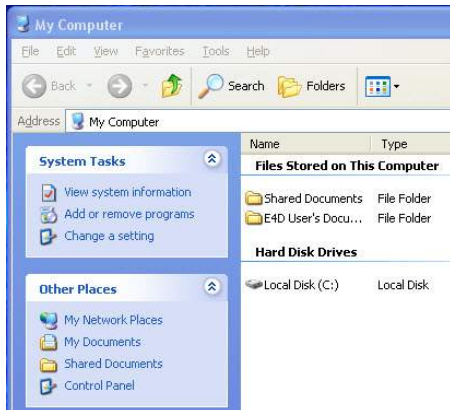 My Computer
File Edit View Favorites Tools Help
Back Search Folders
Address My Computer
System Tasks
View system information
Add or remove programs
Change a setting
Other Places
My Network Places
My Documents
Shared Documents
Control Panel
Name Type
Files Stored on This Computer
Shared Documents File Folder
E4D User's Docu... File Folder
Hard Disk Drives
Local Disk (C:) Local Disk